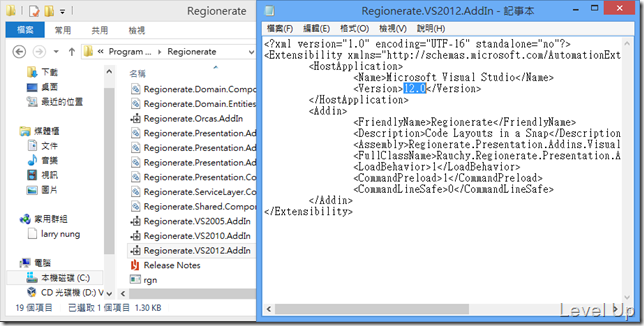 Regionerate
檔案
常用
共用
檢視
Program ... Regionerate
下載
桌面
最近的位置
媒體櫃
文件
音樂
視訊
圖片
家用群組
larry nung
電腦
本機磁碟 (C:)
CD 光碟機 (D:) V
名稱
Regionerate.Domain.Compo
Regionerate.Domain.Entities
Regionerate.Orcas.AddIn
Regionerate.Presentation.Ad
Regionerate.Presentation.Ad
Regionerate.Presentation.Co
Regionerate.Presentation.Co
Regionerate.ServiceLayer.Co
Regionerate.Shared.Compon
Regionerate.VS2005.AddIn
Regionerate.VS2010.AddIn
Regionerate.VS2012.AddIn
Release Notes
rgn
19 個項目 已選取 1 個項目 1.30 KB
Regionerate.VS2012.AddIn - 記事本
檔案(F) 編輯(E) 格式(O) 檢視(V) 說明(H)
<?xml version="1.0" encoding="UTF-16" standalone="no"?>
<Extensibility xmlns="http://schemas.microsoft.com/AutomationExt
<HostApplication>
<Name>Microsoft Visual Studio</Name>
<Version>12.0</Version>
</HostApplication>
<Addin>
<FriendlyName>Regionerate</FriendlyName>
<Description>Code Layouts in a Snap</Description
<Assembly>Regionerate.Presentation.Addins.Visual
<FullClassName>Rauchy.Regionerate.Presentation.A
<LoadBehavior>1</LoadBehavior>
<CommandPreload>1</CommandPreload>
<CommandLineSafe>0</CommandLineSafe>
</Addin>
</Extensibility>
Level Up